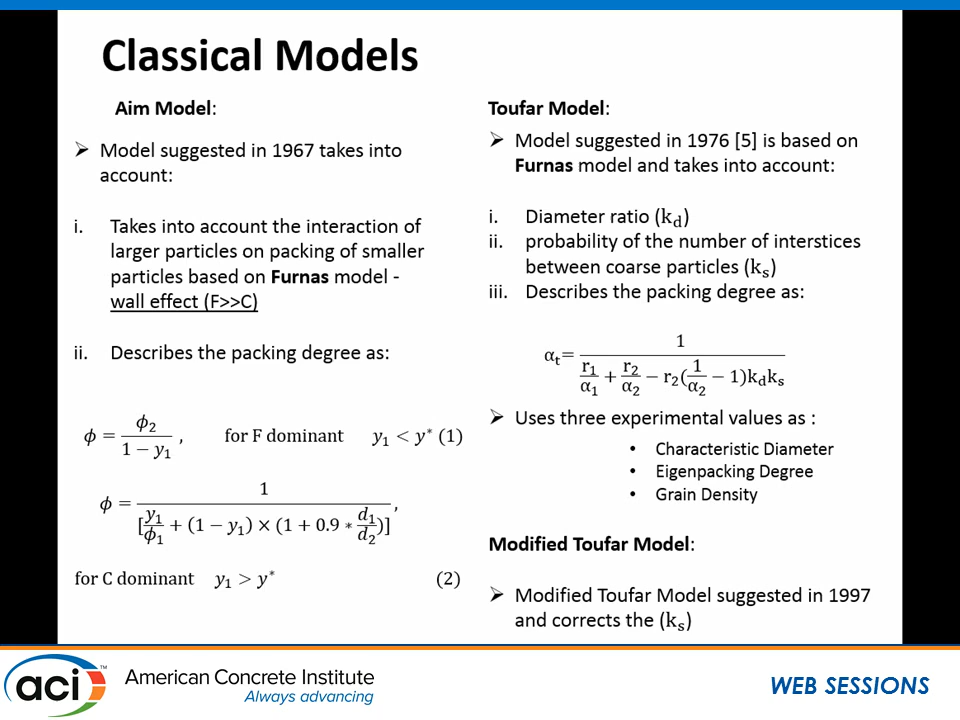 Classical Models
Aim Model:
➢ Model suggested in 1967 takes into
account:
i. Takes into account the interaction of
larger particles on packing of smaller
particles based on Furnas model -
wall effect (F>>C)
ii. Describes the packing degree as:
ϕ = ϕ₂ / (1 − y₁) , for F dominant y₁ < y* (1)
ϕ = 1 / [y₁/ϕ₁ + (1 − y₁) × (1 + 0.9 * d₁/d₂)] ,
for C dominant y₁ > y* (2)
Toufar Model:
➢ Model suggested in 1976 [5] is based on
Furnas model and takes into account:
i. Diameter ratio (k_d)
ii. probability of the number of interstices
between coarse particles (k_s)
iii. Describes the packing degree as:
α_t= 1 / (r₁/α₁ + r₂/α₂ − r₂(1/α₂ − 1)k_d k_s)
➢ Uses three experimental values as :
• Characteristic Diameter
• Eigenpacking Degree
• Grain Density
Modified Toufar Model:
➢ Modified Toufar Model suggested in 1997
and corrects the (k_s)
aci™ American Concrete Institute
Always advancing
WEB SESSIONS